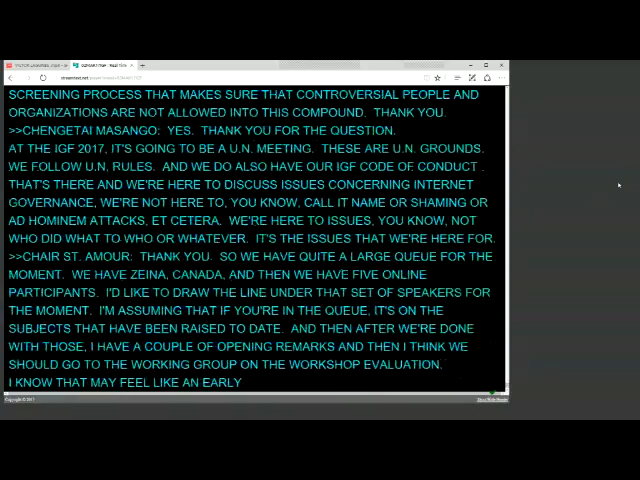 SCREENING PROCESS THAT MAKES SURE THAT CONTROVERSIAL PEOPLE AND
ORGANIZATIONS ARE NOT ALLOWED INTO THIS COMPOUND.  THANK YOU.
>>CHENGETAI MASANGO:  YES.  THANK YOU FOR THE QUESTION.
AT THE IGF 2017, IT'S GOING TO BE A U.N. MEETING.  THESE ARE U.N. GROUNDS.
WE FOLLOW U.N. RULES.  AND WE DO ALSO HAVE OUR IGF CODE OF CONDUCT .
THAT'S THERE AND WE'RE HERE TO DISCUSS ISSUES CONCERNING INTERNET
GOVERNANCE, WE'RE NOT HERE TO, YOU KNOW, CALL IT NAME OR SHAMING OR
AD HOMINEM ATTACKS, ET CETERA.  WE'RE HERE TO ISSUES, YOU KNOW, NOT
WHO DID WHAT TO WHO OR WHATEVER.  IT'S THE ISSUES THAT WE'RE HERE FOR.
>>CHAIR ST. AMOUR:  THANK YOU.  SO WE HAVE QUITE A LARGE QUEUE FOR THE
MOMENT.  WE HAVE ZEINA, CANADA, AND THEN WE HAVE FIVE ONLINE
PARTICIPANTS.  I'D LIKE TO DRAW THE LINE UNDER THAT SET OF SPEAKERS FOR
THE MOMENT.  I'M ASSUMING THAT IF YOU'RE IN THE QUEUE, IT'S ON THE
SUBJECTS THAT HAVE BEEN RAISED TO DATE.  AND THEN AFTER WE'RE DONE
WITH THOSE, I HAVE A COUPLE OF OPENING REMARKS AND THEN I THINK WE
SHOULD GO TO THE WORKING GROUP ON THE WORKSHOP EVALUATION.
I KNOW THAT MAY FEEL LIKE AN EARLY